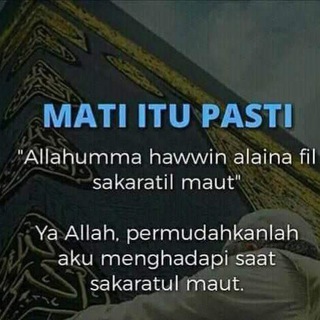 MATI ITU PASTI
"Allahumma hawwin alaina fil
sakaratil maut"
Ya Allah, permudahkanlah
aku menghadapi saat
sakaratul maut.